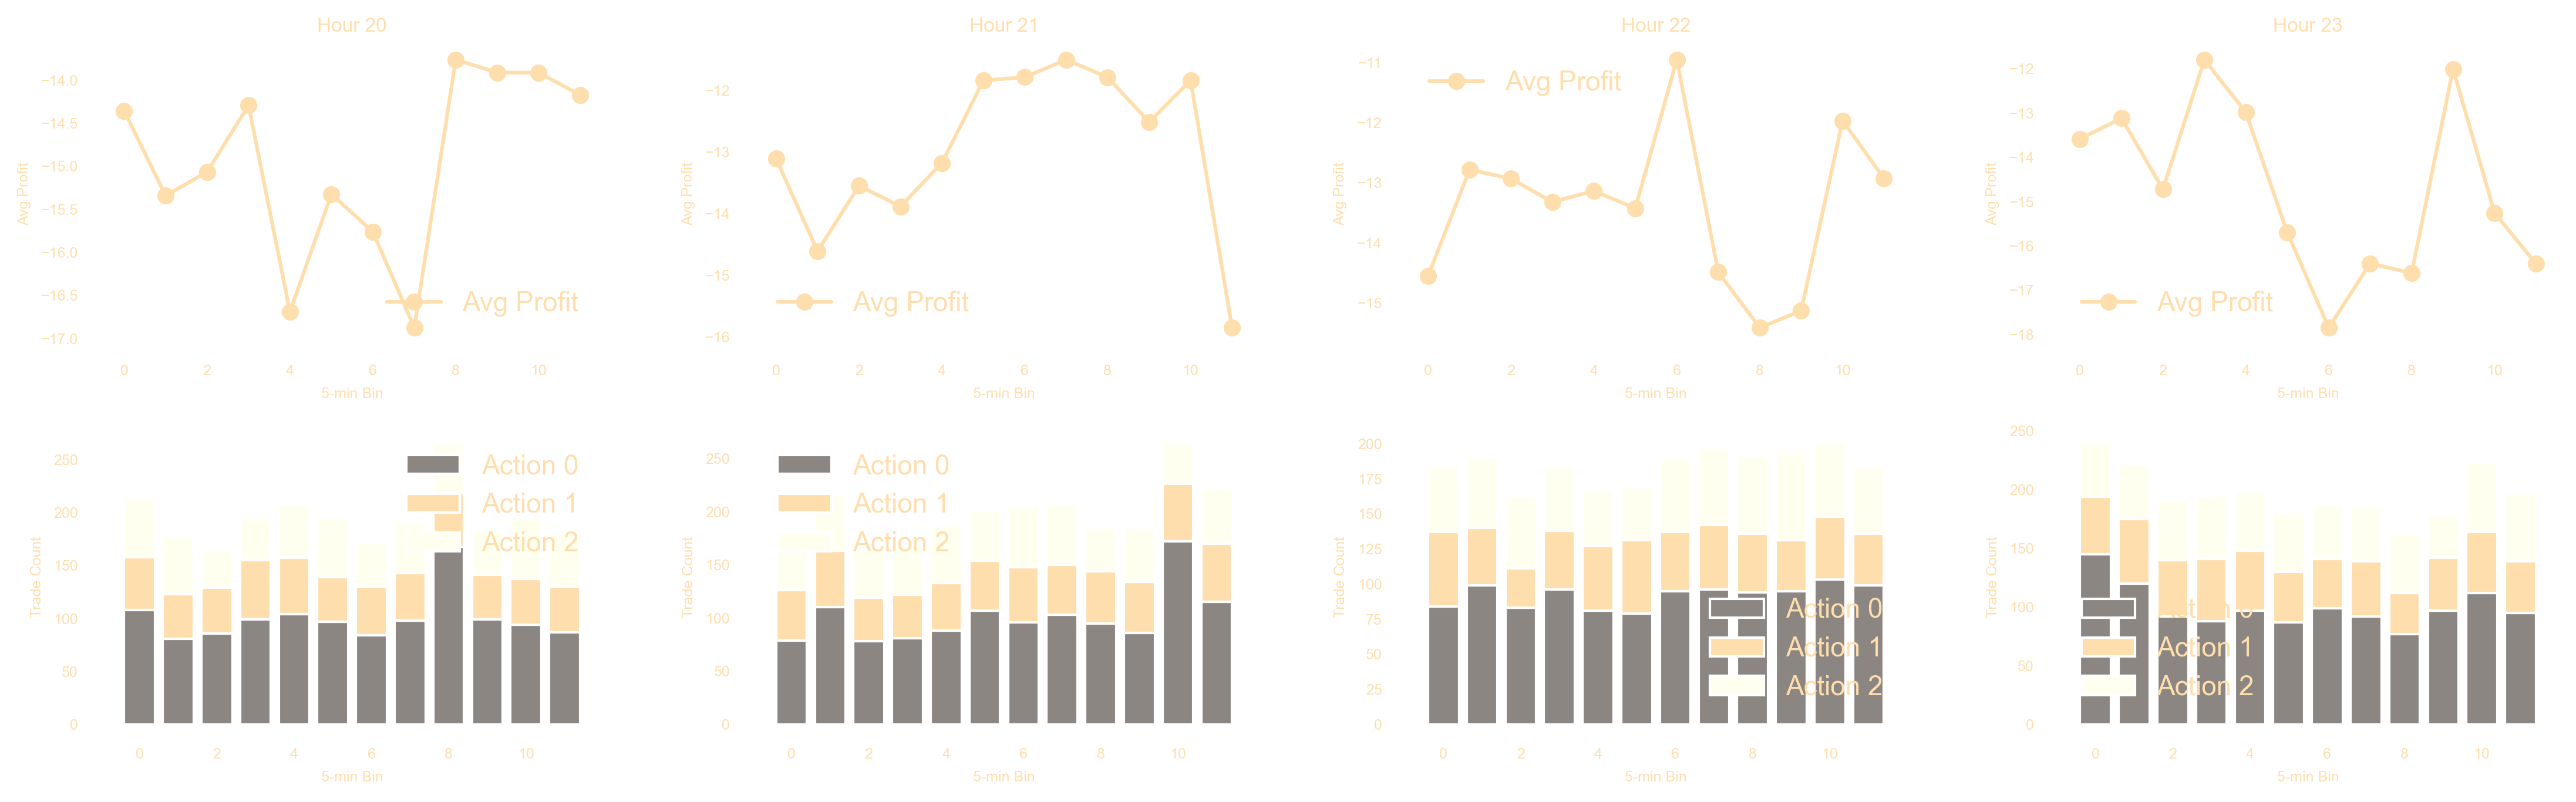 Hour 20
Avg Profit
−14.0
−14.5
−15.0
−15.5
−16.0
−16.5
−17.0
Avg Profit
0 2 4 6 8 10
5-min Bin
Hour 21
Avg Profit
−12
−13
−14
−15
−16
Avg Profit
0 2 4 6 8 10
5-min Bin
Hour 22
Avg Profit
−11
−12
−13
−14
−15
Avg Profit
0 2 4 6 8 10
5-min Bin
Hour 23
Avg Profit
−12
−13
−14
−15
−16
−17
−18
Avg Profit
0 2 4 6 8 10
5-min Bin
Trade Count
250
200
150
100
50
0
Action 0
Action 1
Action 2
0 2 4 6 8 10
5-min Bin
Trade Count
250
200
150
100
50
0
Action 0
Action 1
Action 2
0 2 4 6 8 10
5-min Bin
Trade Count
200
175
150
125
100
75
50
25
0
Action 0
Action 1
Action 2
0 2 4 6 8 10
5-min Bin
Trade Count
250
200
150
100
50
0
Action 0
Action 1
Action 2
0 2 4 6 8 10
5-min Bin